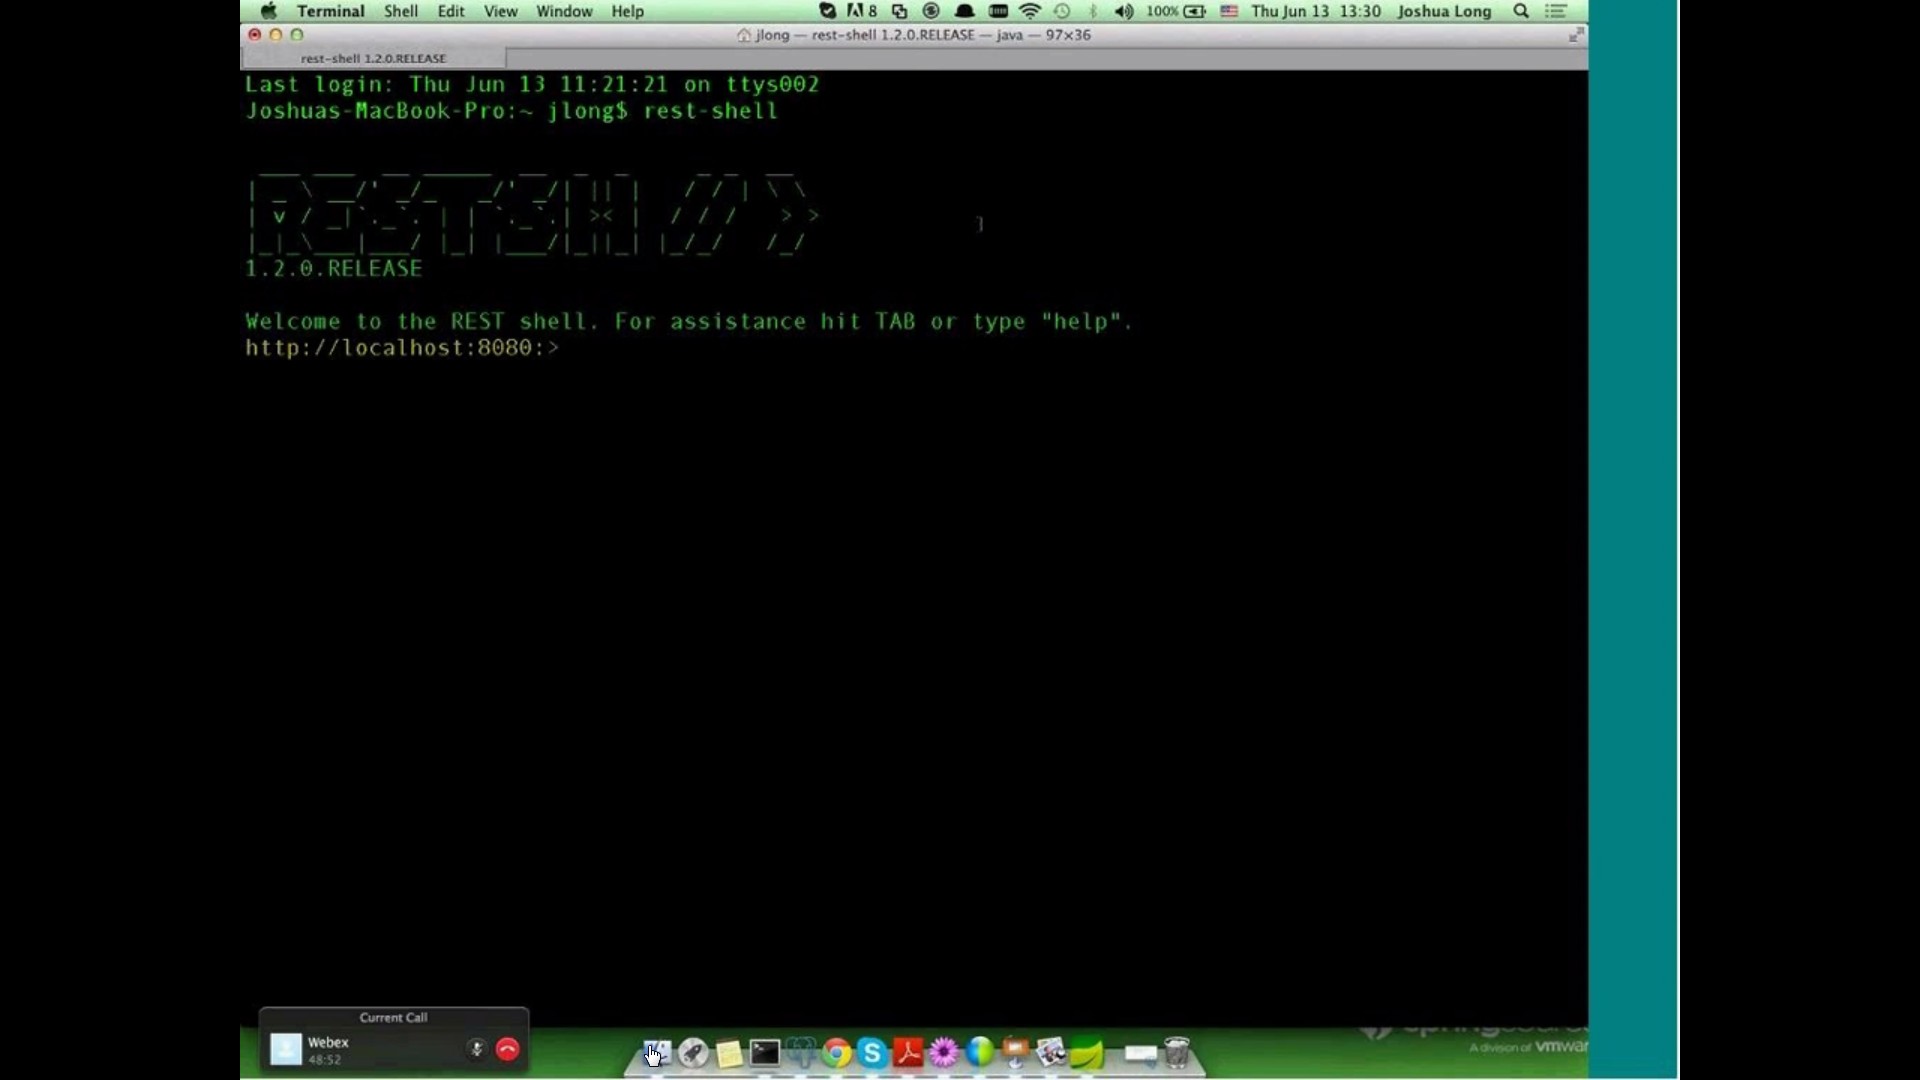 Terminal Shell Edit View Window Help 8 100% Thu Jun 13 13:30 Joshua Long
jlong — rest-shell 1.2.0.RELEASE — java — 97×36
rest-shell 1.2.0.RELEASE
Last login: Thu Jun 13 11:21:21 on ttys002
Joshuas-MacBook-Pro:~ jlong$ rest-shell
1.2.0.RELEASE
Welcome to the REST shell. For assistance hit TAB or type "help".
http://localhost:8080:>
Current Call
Webex
48:52
A division of